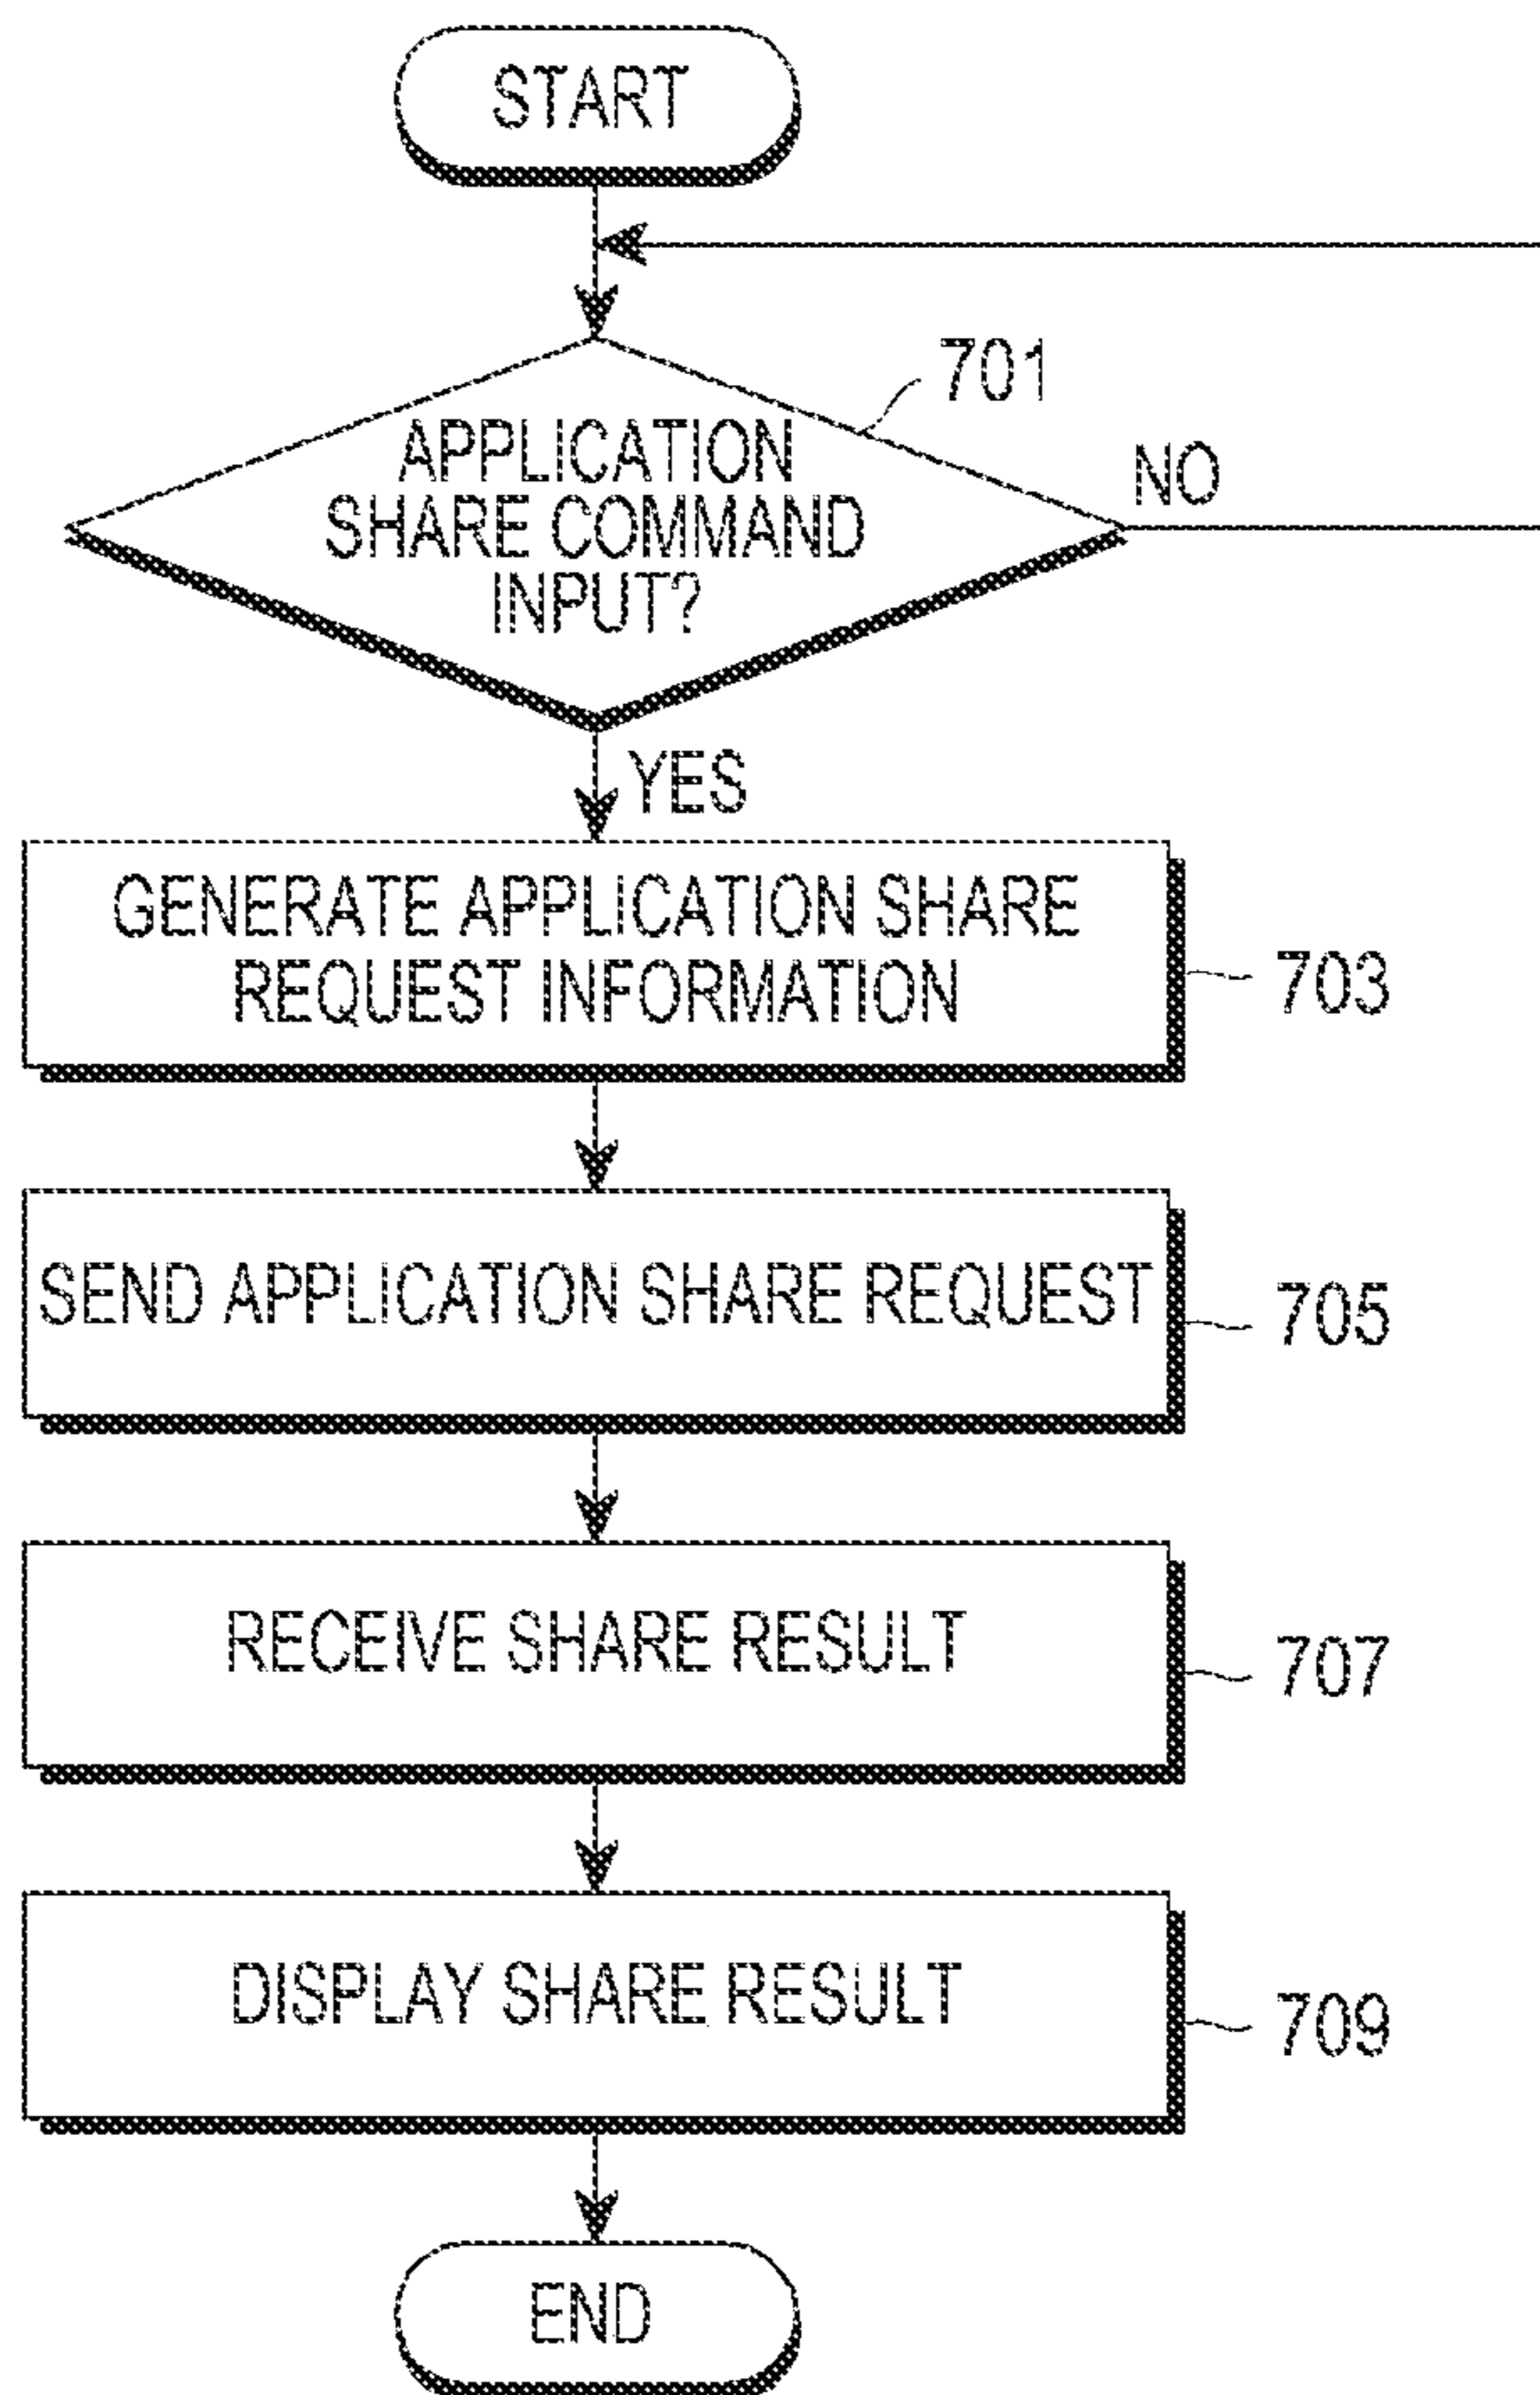 START
701
APPLICATION
SHARE COMMAND
INPUT?
NO
YES
GENERATE APPLICATION SHARE
REQUEST INFORMATION
703
SEND APPLICATION SHARE REQUEST
705
RECEIVE SHARE RESULT
707
DISPLAY SHARE RESULT
709
END